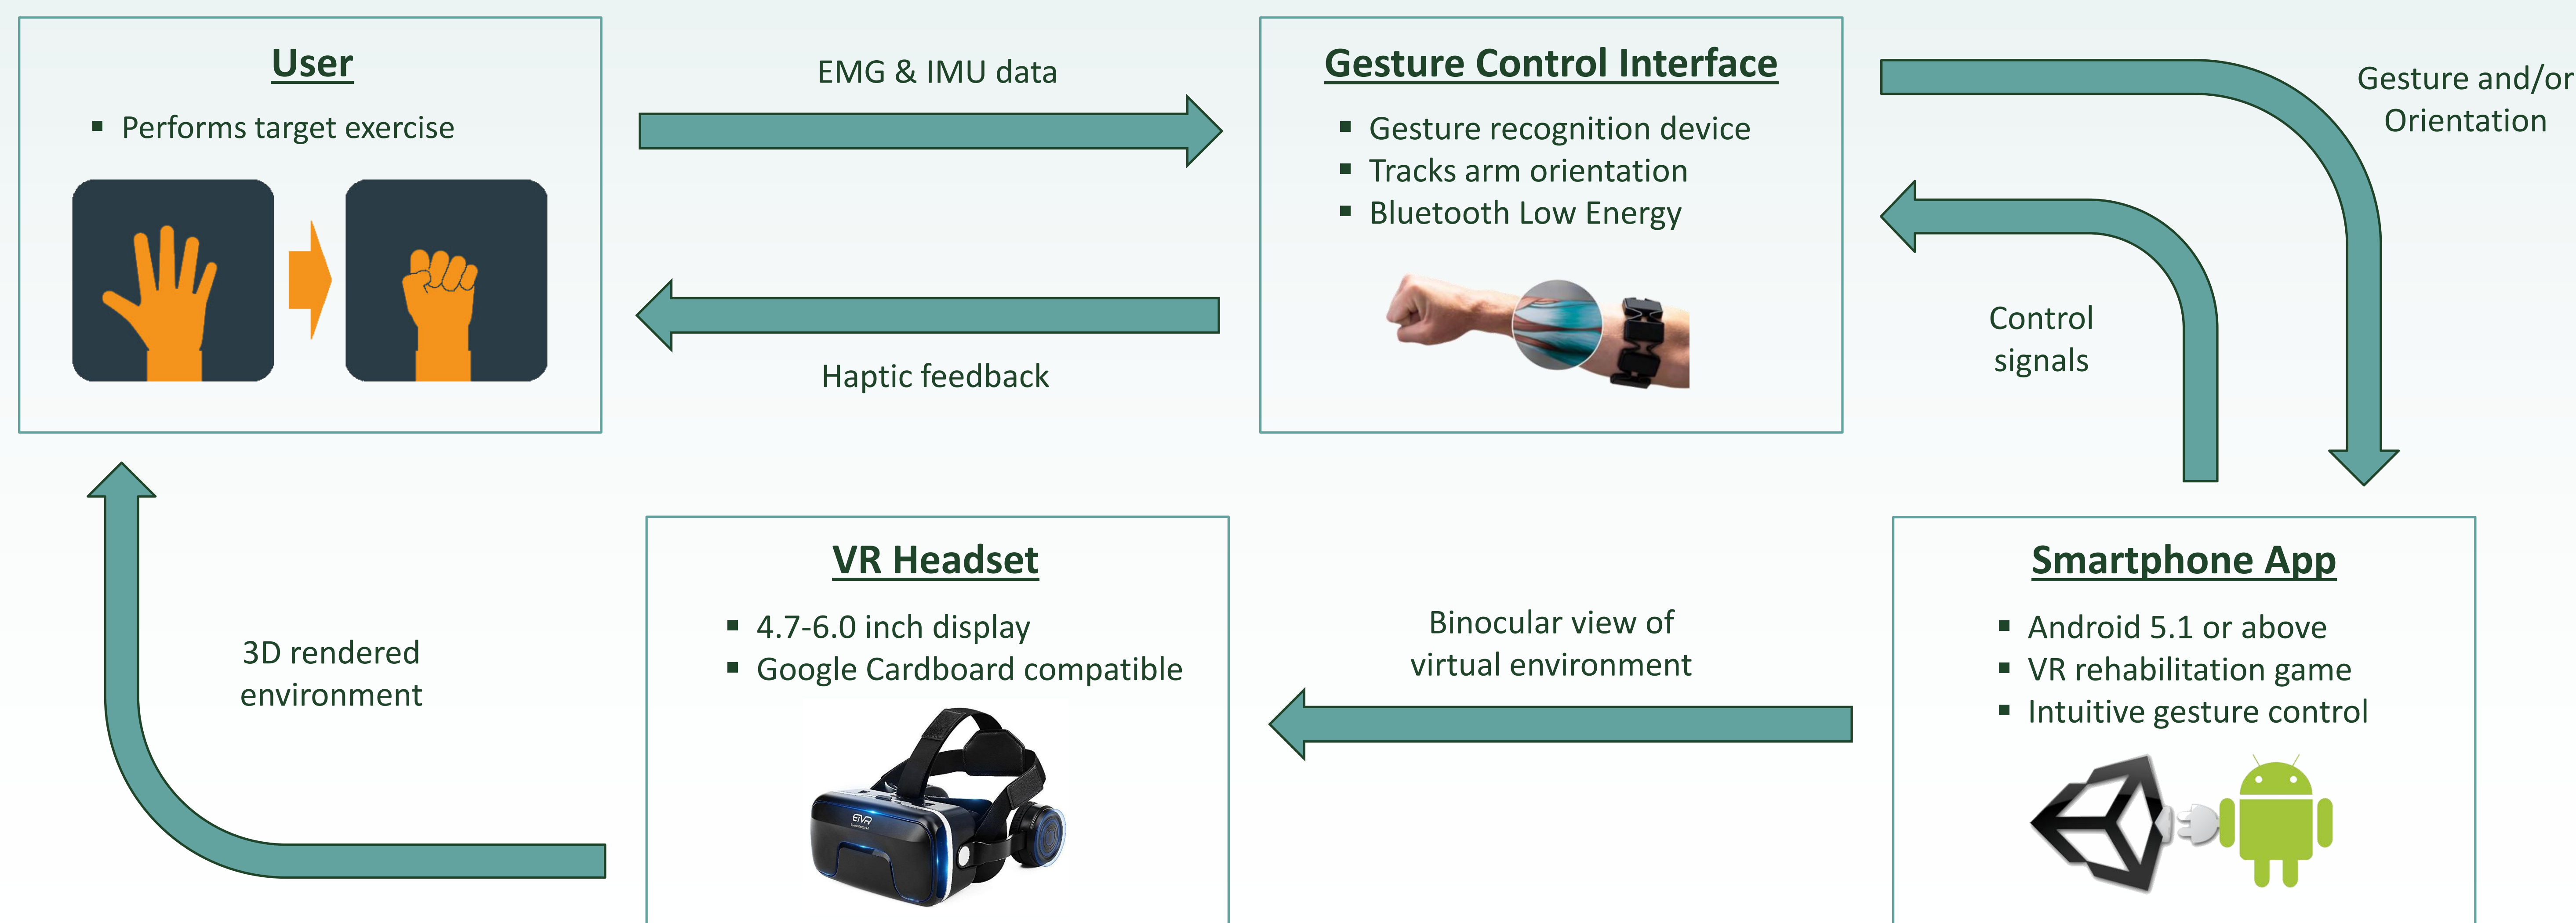 User
▪ Performs target exercise
EMG & IMU data
Haptic feedback
Gesture Control Interface
▪ Gesture recognition device
▪ Tracks arm orientation
▪ Bluetooth Low Energy
Gesture and/or
Orientation
Control
signals
3D rendered
environment
VR Headset
▪ 4.7-6.0 inch display
▪ Google Cardboard compatible
Binocular view of
virtual environment
Smartphone App
▪ Android 5.1 or above
▪ VR rehabilitation game
▪ Intuitive gesture control